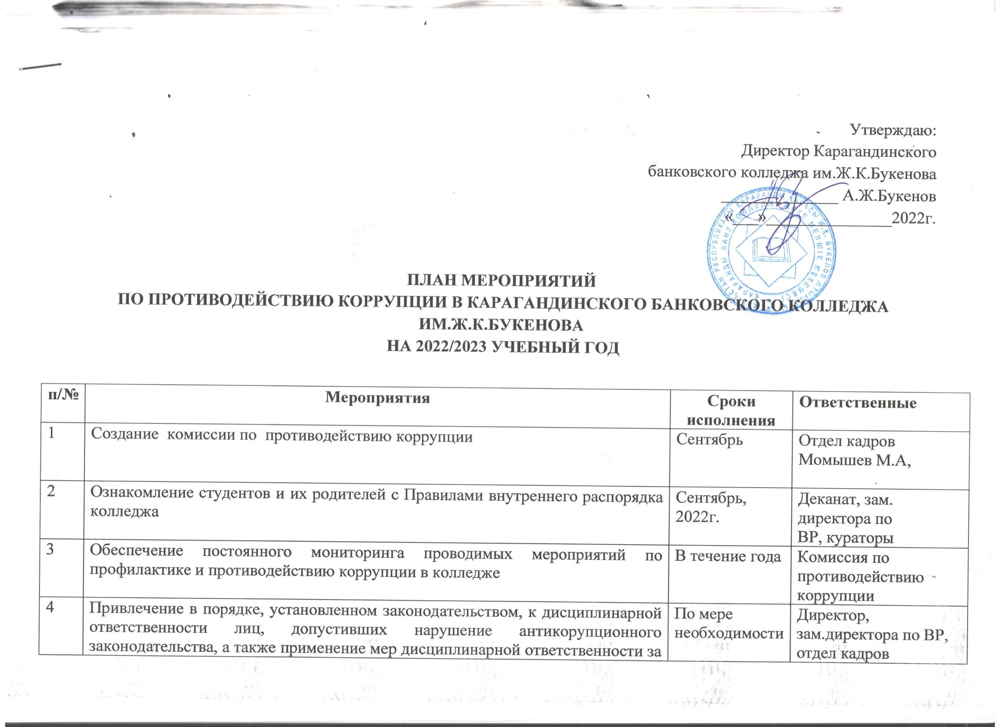 Утверждаю:
Директор Карагандинского
банковского колледжа им.Ж.К.Букенова
______________ А.Ж.Букенов
«___»_______________2022г.
ПЛАН МЕРОПРИЯТИЙ
ПО ПРОТИВОДЕЙСТВИЮ КОРРУПЦИИ В КАРАГАНДИНСКОГО БАНКОВСКОГО КОЛЛЕДЖА
ИМ.Ж.К.БУКЕНОВА
НА 2022/2023 УЧЕБНЫЙ ГОД
п/№ Мероприятия Сроки Ответственные
исполнения
1 Создание комиссии по противодействию коррупции Сентябрь Отдел кадров
Момышев М.А,
2 Ознакомление студентов и их родителей с Правилами внутреннего распорядка Сентябрь, Деканат, зам.
колледжа 2022г. директора по
ВР, кураторы
3 Обеспечение постоянного мониторинга проводимых мероприятий по В течение года Комиссия по
профилактике и противодействию коррупции в колледже противодействию
коррупции
4 Привлечение в порядке, установленном законодательством, к дисциплинарной По мере Директор,
ответственности лиц, допустивших нарушение антикорупционного необходимости зам.директора по ВР,
законодательства, а также применение мер дисциплинарной ответственности за отдел кадров